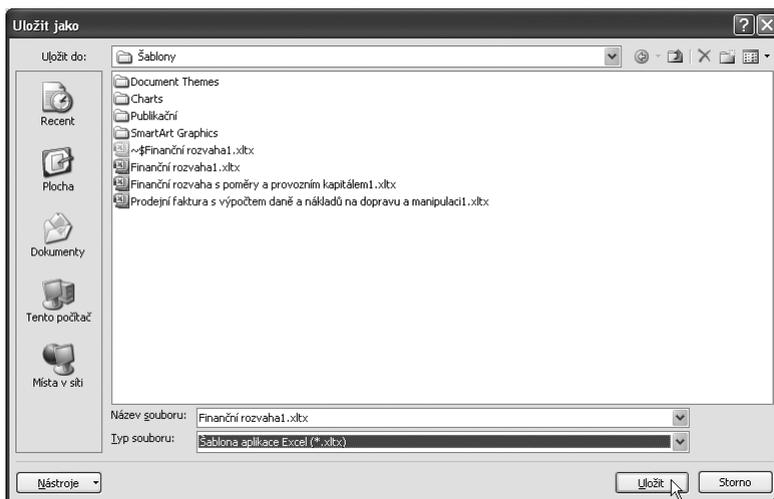 Uložit jako
Uložit do:
Šablony
Recent
Plocha
Dokumenty
Tento počítač
Místa v síti
Document Themes
Charts
Publikační
SmartArt Graphics
~$Finanční rozvaha1.xltx
Finanční rozvaha1.xltx
Finanční rozvaha s poměry a provozním kapitálem1.xltx
Prodejní faktura s výpočtem daně a nákladů na dopravu a manipulaci1.xltx
Název souboru:
Finanční rozvaha1.xltx
Typ souboru:
Šablona aplikace Excel (*.xltx)
Nástroje
Uložit
Storno